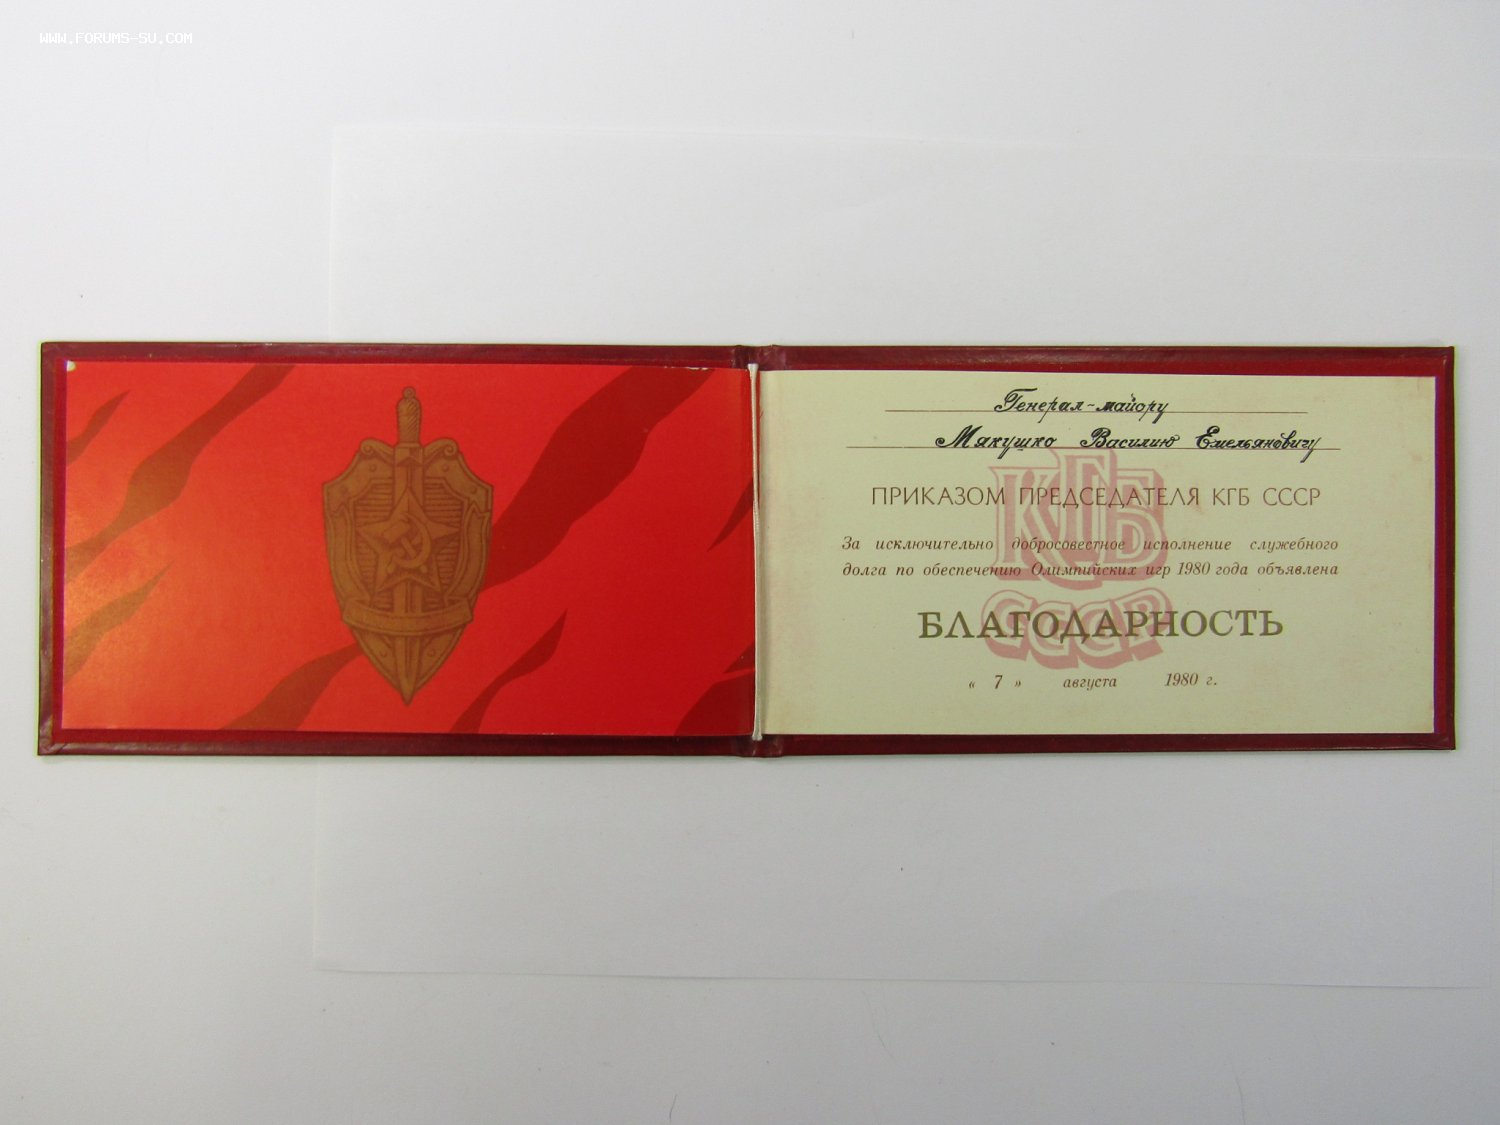 WWW.FORUMS-SU.COM
Генерал-майору
Мякушко Василию Емельяновичу
КГБ
СССР
ПРИКАЗОМ ПРЕДСЕДАТЕЛЯ КГБ СССР
За исключительно добросовестное исполнение служебного
долга по обеспечению Олимпийских игр 1980 года объявлена
БЛАГОДАРНОСТЬ
« 7 » августа 1980 г.